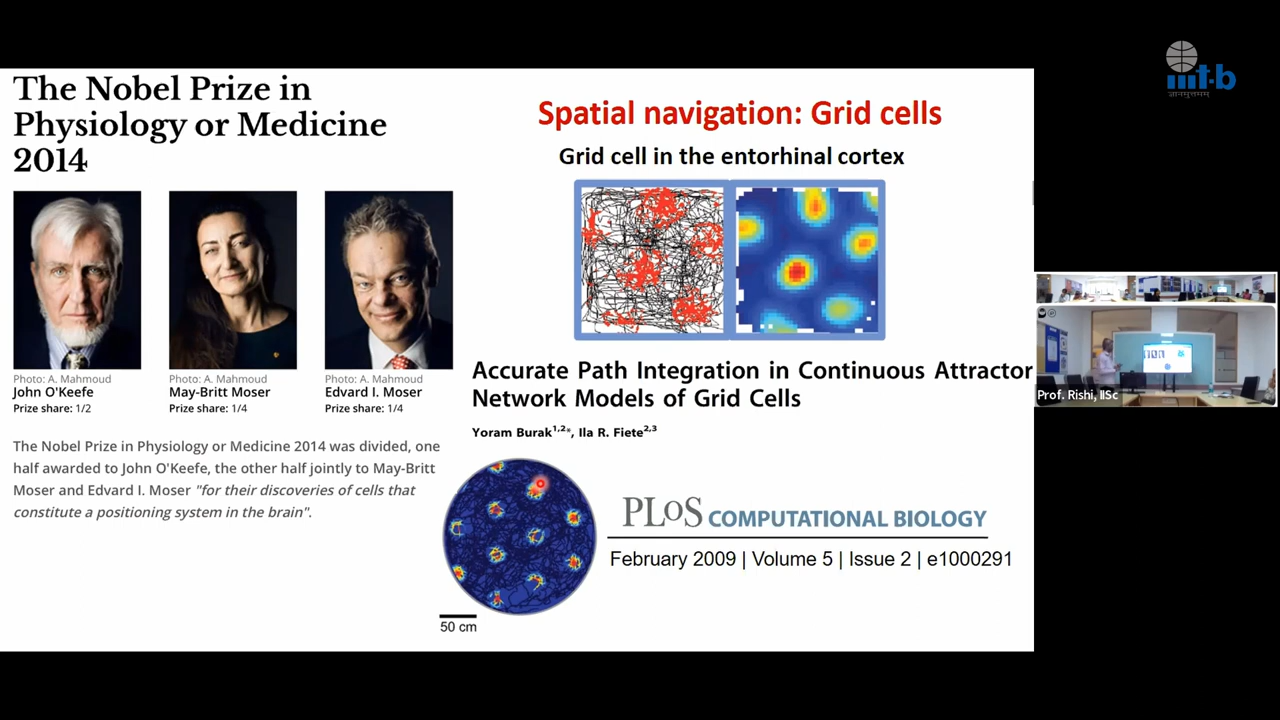 The Nobel Prize in
Physiology or Medicine
2014
Photo: A. Mahmoud
John O'Keefe
Prize share: 1/2
Photo: A. Mahmoud
May-Britt Moser
Prize share: 1/4
Photo: A. Mahmoud
Edvard I. Moser
Prize share: 1/4
The Nobel Prize in Physiology or Medicine 2014 was divided, one
half awarded to John O'Keefe, the other half jointly to May-Britt
Moser and Edvard I. Moser "for their discoveries of cells that
constitute a positioning system in the brain".
Spatial navigation: Grid cells
Grid cell in the entorhinal cortex
Accurate Path Integration in Continuous Attractor
Network Models of Grid Cells
Yoram Burak1,2*, Ila R. Fiete2,3
50 cm
PLoS COMPUTATIONAL BIOLOGY
February 2009 | Volume 5 | Issue 2 | e1000291
iiit-b
ज्ञानमुत्तमम्
Prof. Rishi, IISc